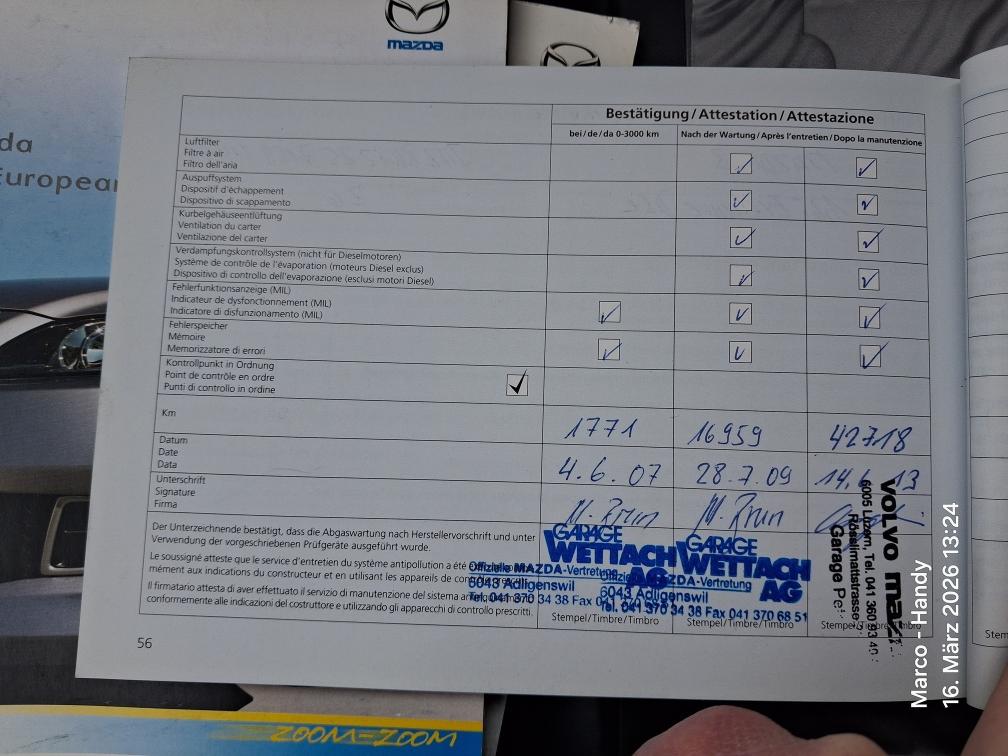 mazda
da
European
Bestätigung/Attestation/Attestazione
bei/de/da 0-3000 km
Nach der Wartung/Après l'entretien/Dopo la manutenzione
Luftfilter
Filtre à air
Filtro dell'aria
Auspuffsystem
Dispositif d'échappement
Dispositivo di scappamento
Kurbelgehäuseentlüftung
Ventilation du carter
Ventilazione del carter
Verdampfungskontrollsystem (nicht für Dieselmotoren)
Système de contrôle de l'évaporation (moteurs Diesel exclus)
Dispositivo di controllo dell'evaporazione (esclusi motori Diesel)
Fehlerfunktionsanzeige (MIL)
Indicateur de dysfonctionnement (MIL)
Indicatore di disfunzionamento (MIL)
Fehlerspeicher
Mémoire
Memorizzatore di errori
Kontrollpunkt in Ordnung
Point de contrôle en ordre
Punti di controllo in ordine
Km
1771 16959 42718
Datum
Date
Data
4.6.07 28.7.09 14. 13
Unterschrift
Signature
Firma
Der Unterzeichnende bestätigt, dass die Abgaswartung nach Herstellervorschrift und unter
Verwendung der vorgeschriebenen Prüfgeräte ausgeführt wurde.
Le soussigné atteste que le service d'entretien du système antipollution a été
mément aux indications du constructeur et en utilisant les appareils de
Il firmatario attesta di aver effettuato il servizio di manutenzione del sistema
conformemente alle indicazioni del costruttore e utilizzando gli apparecchi di controllo prescritti.
GARAGE
WETTACH
AG
Offizielle MAZDA-Vertretung
6043 Adligenswil
Tel. 041 370 34 38 Fax 041
GARAGE
WETTACH
AG
MAZDA-Vertretung
6043 Adligenswil
Tel. 041 370 34 38 Fax 041 370 68 51
VOLVO
6005 Luzern, Tel. 041 360
Rösslimattstrasse
Garage
Stempel/Timbre/Timbro
Stempel/Timbre/Timbro
Stempel
56
Stem
ZOOM-ZOOM
Marco - Handy
16. März 2026 13:24